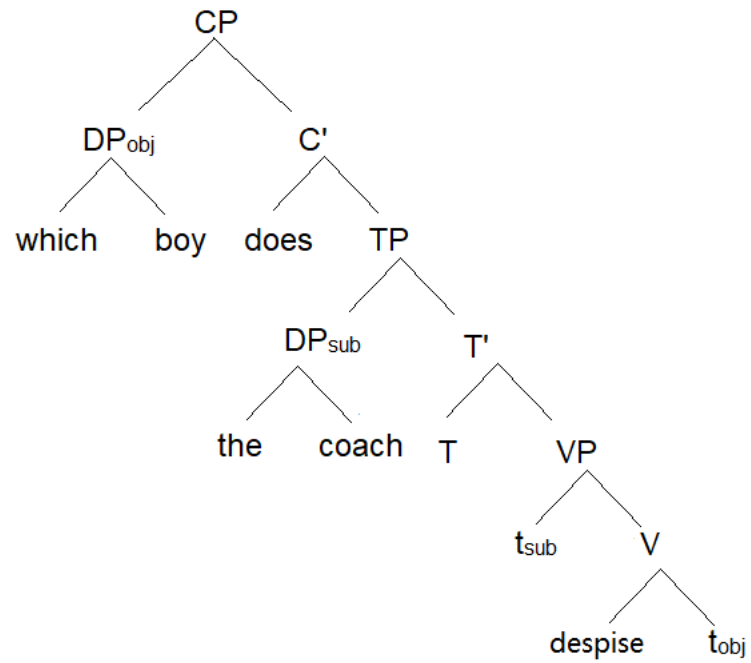 CP
DPobj C'
which boy does TP
DPsub T'
the coach T VP
tsub V
despise tobj